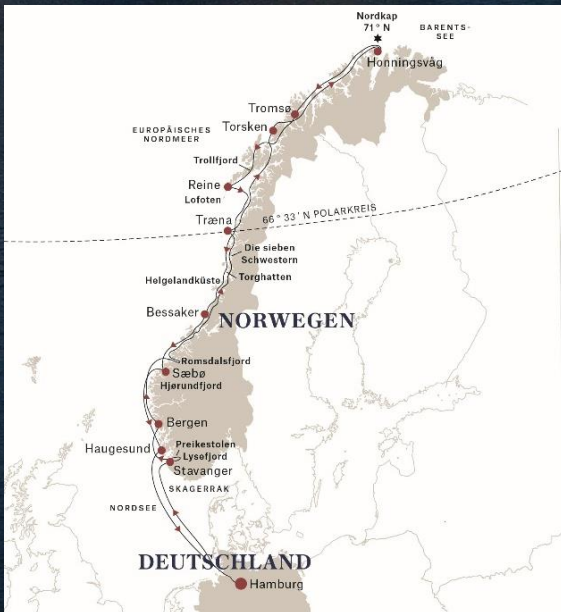 Nordkap
71° N
BARENTS-
SEE
Honningsvåg
Tromsø
Torsken
EUROPÄISCHES
NORDMEER
Trollfjord
Reine
Lofoten
66° 33' N POLARKREIS
Træna
Die sieben
Schwestern
Helgelandküste
Torghatten
Bessaker
NORWEGEN
Romsdalsfjord
Sæbø
Hjørundfjord
Bergen
Haugesund
Preikestolen
Lysefjord
Stavanger
SKAGERRAK
NORDSEE
DEUTSCHLAND
Hamburg